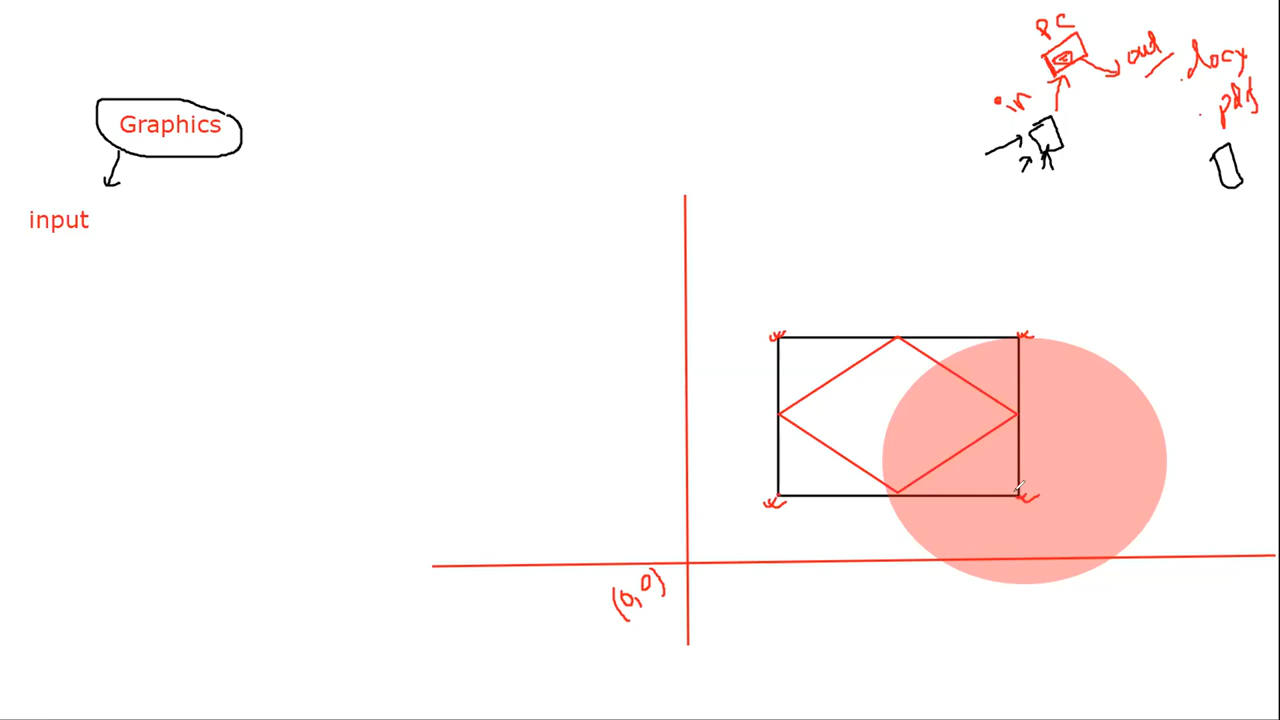 PC
out
.docx
in
.pdf
Graphics
input
(0,0)